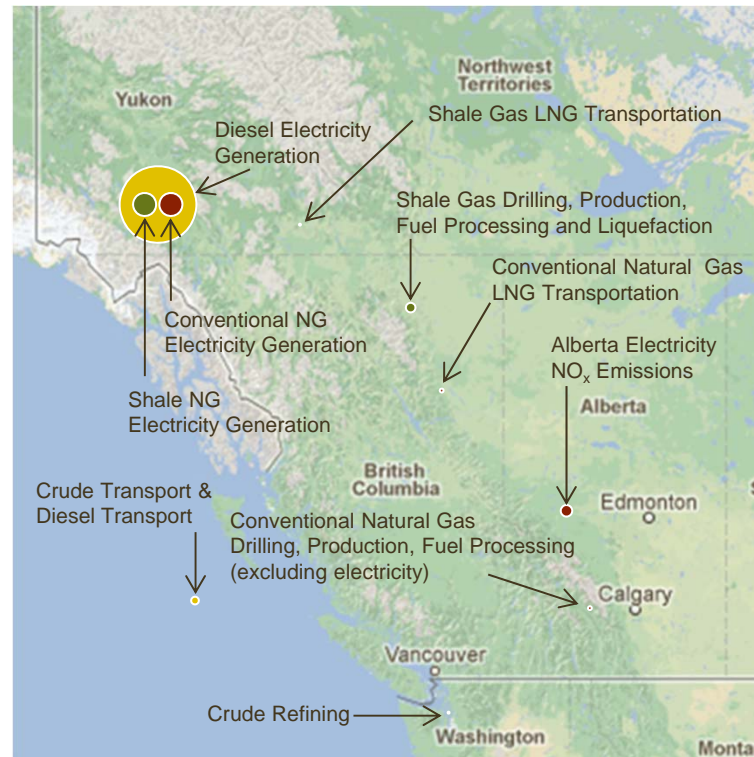 Northwest
Territories
Yukon
Shale Gas LNG Transportation
Diesel Electricity
Generation
Shale Gas Drilling, Production,
Fuel Processing and Liquefaction
Conventional Natural  Gas
LNG Transportation
Conventional NG
Electricity Generation
Alberta Electricity
NOₓ Emissions
Shale NG
Electricity Generation
Alberta
British
Columbia
Crude Transport &
Diesel Transport
Edmonton
Conventional Natural Gas
Drilling, Production, Fuel Processing
(excluding electricity)
Calgary
Vancouver
Crude Refining
Washington
Monta